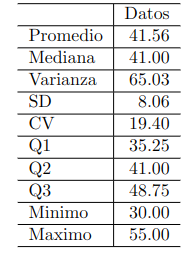 Datos
Promedio 41.56
Mediana 41.00
Varianza 65.03
SD 8.06
CV 19.40
Q1 35.25
Q2 41.00
Q3 48.75
Minimo 30.00
Maximo 55.00